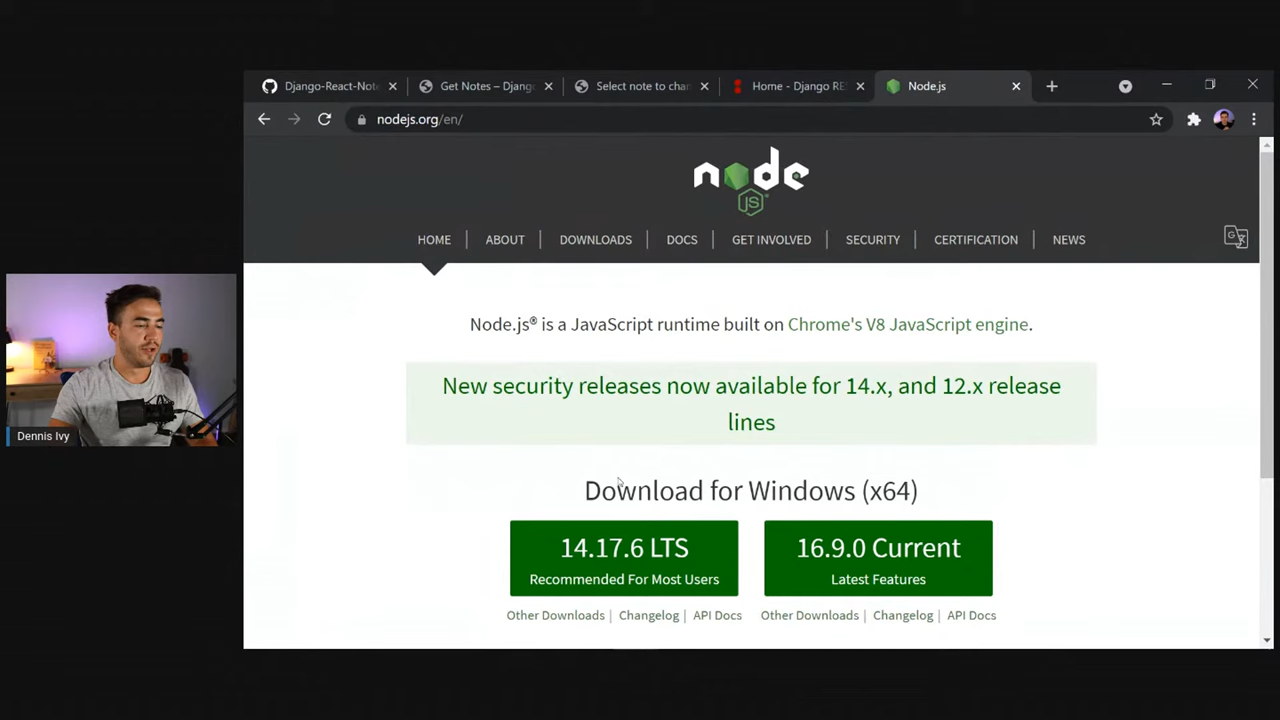 Django-React-Not
Get Notes – Djang
Select note to chan
Home - Django RE
Node.js
nodejs.org/en/
node
JS
HOME | ABOUT | DOWNLOADS | DOCS | GET INVOLVED | SECURITY | CERTIFICATION | NEWS
Node.js® is a JavaScript runtime built on Chrome's V8 JavaScript engine.
New security releases now available for 14.x, and 12.x release
lines
Dennis Ivy
Download for Windows (x64)
14.17.6 LTS
Recommended For Most Users
16.9.0 Current
Latest Features
Other Downloads | Changelog | API Docs
Other Downloads | Changelog | API Docs